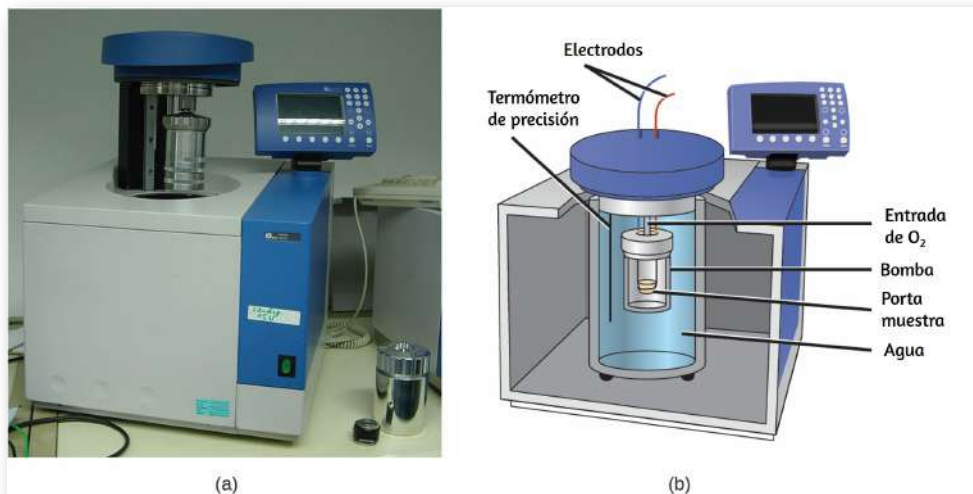 Electrodos
Termómetro
de precisión
Entrada
de O₂
Bomba
Porta
muestra
Agua
(a)
(b)